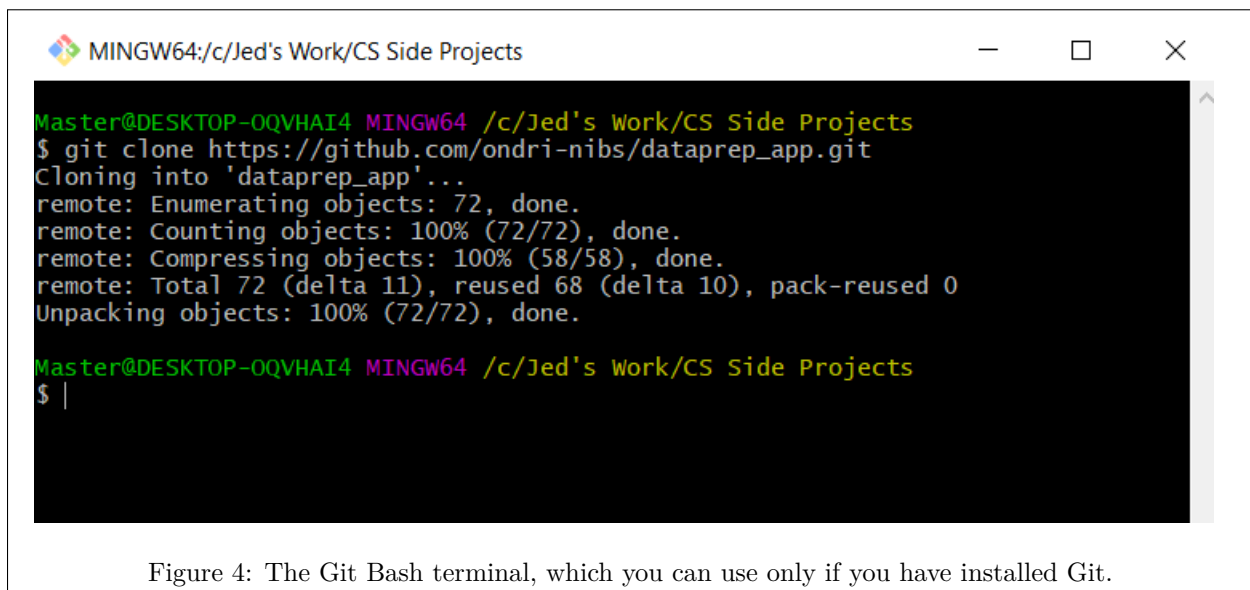 MINGW64:/c/Jed's Work/CS Side Projects
Master@DESKTOP-OQVHAI4 MINGW64 /c/Jed's Work/CS Side Projects
$ git clone https://github.com/ondri-nibs/dataprep_app.git
Cloning into 'dataprep_app'...
remote: Enumerating objects: 72, done.
remote: Counting objects: 100% (72/72), done.
remote: Compressing objects: 100% (58/58), done.
remote: Total 72 (delta 11), reused 68 (delta 10), pack-reused 0
Unpacking objects: 100% (72/72), done.
Master@DESKTOP-OQVHAI4 MINGW64 /c/Jed's Work/CS Side Projects
$
Figure 4: The Git Bash terminal, which you can use only if you have installed Git.